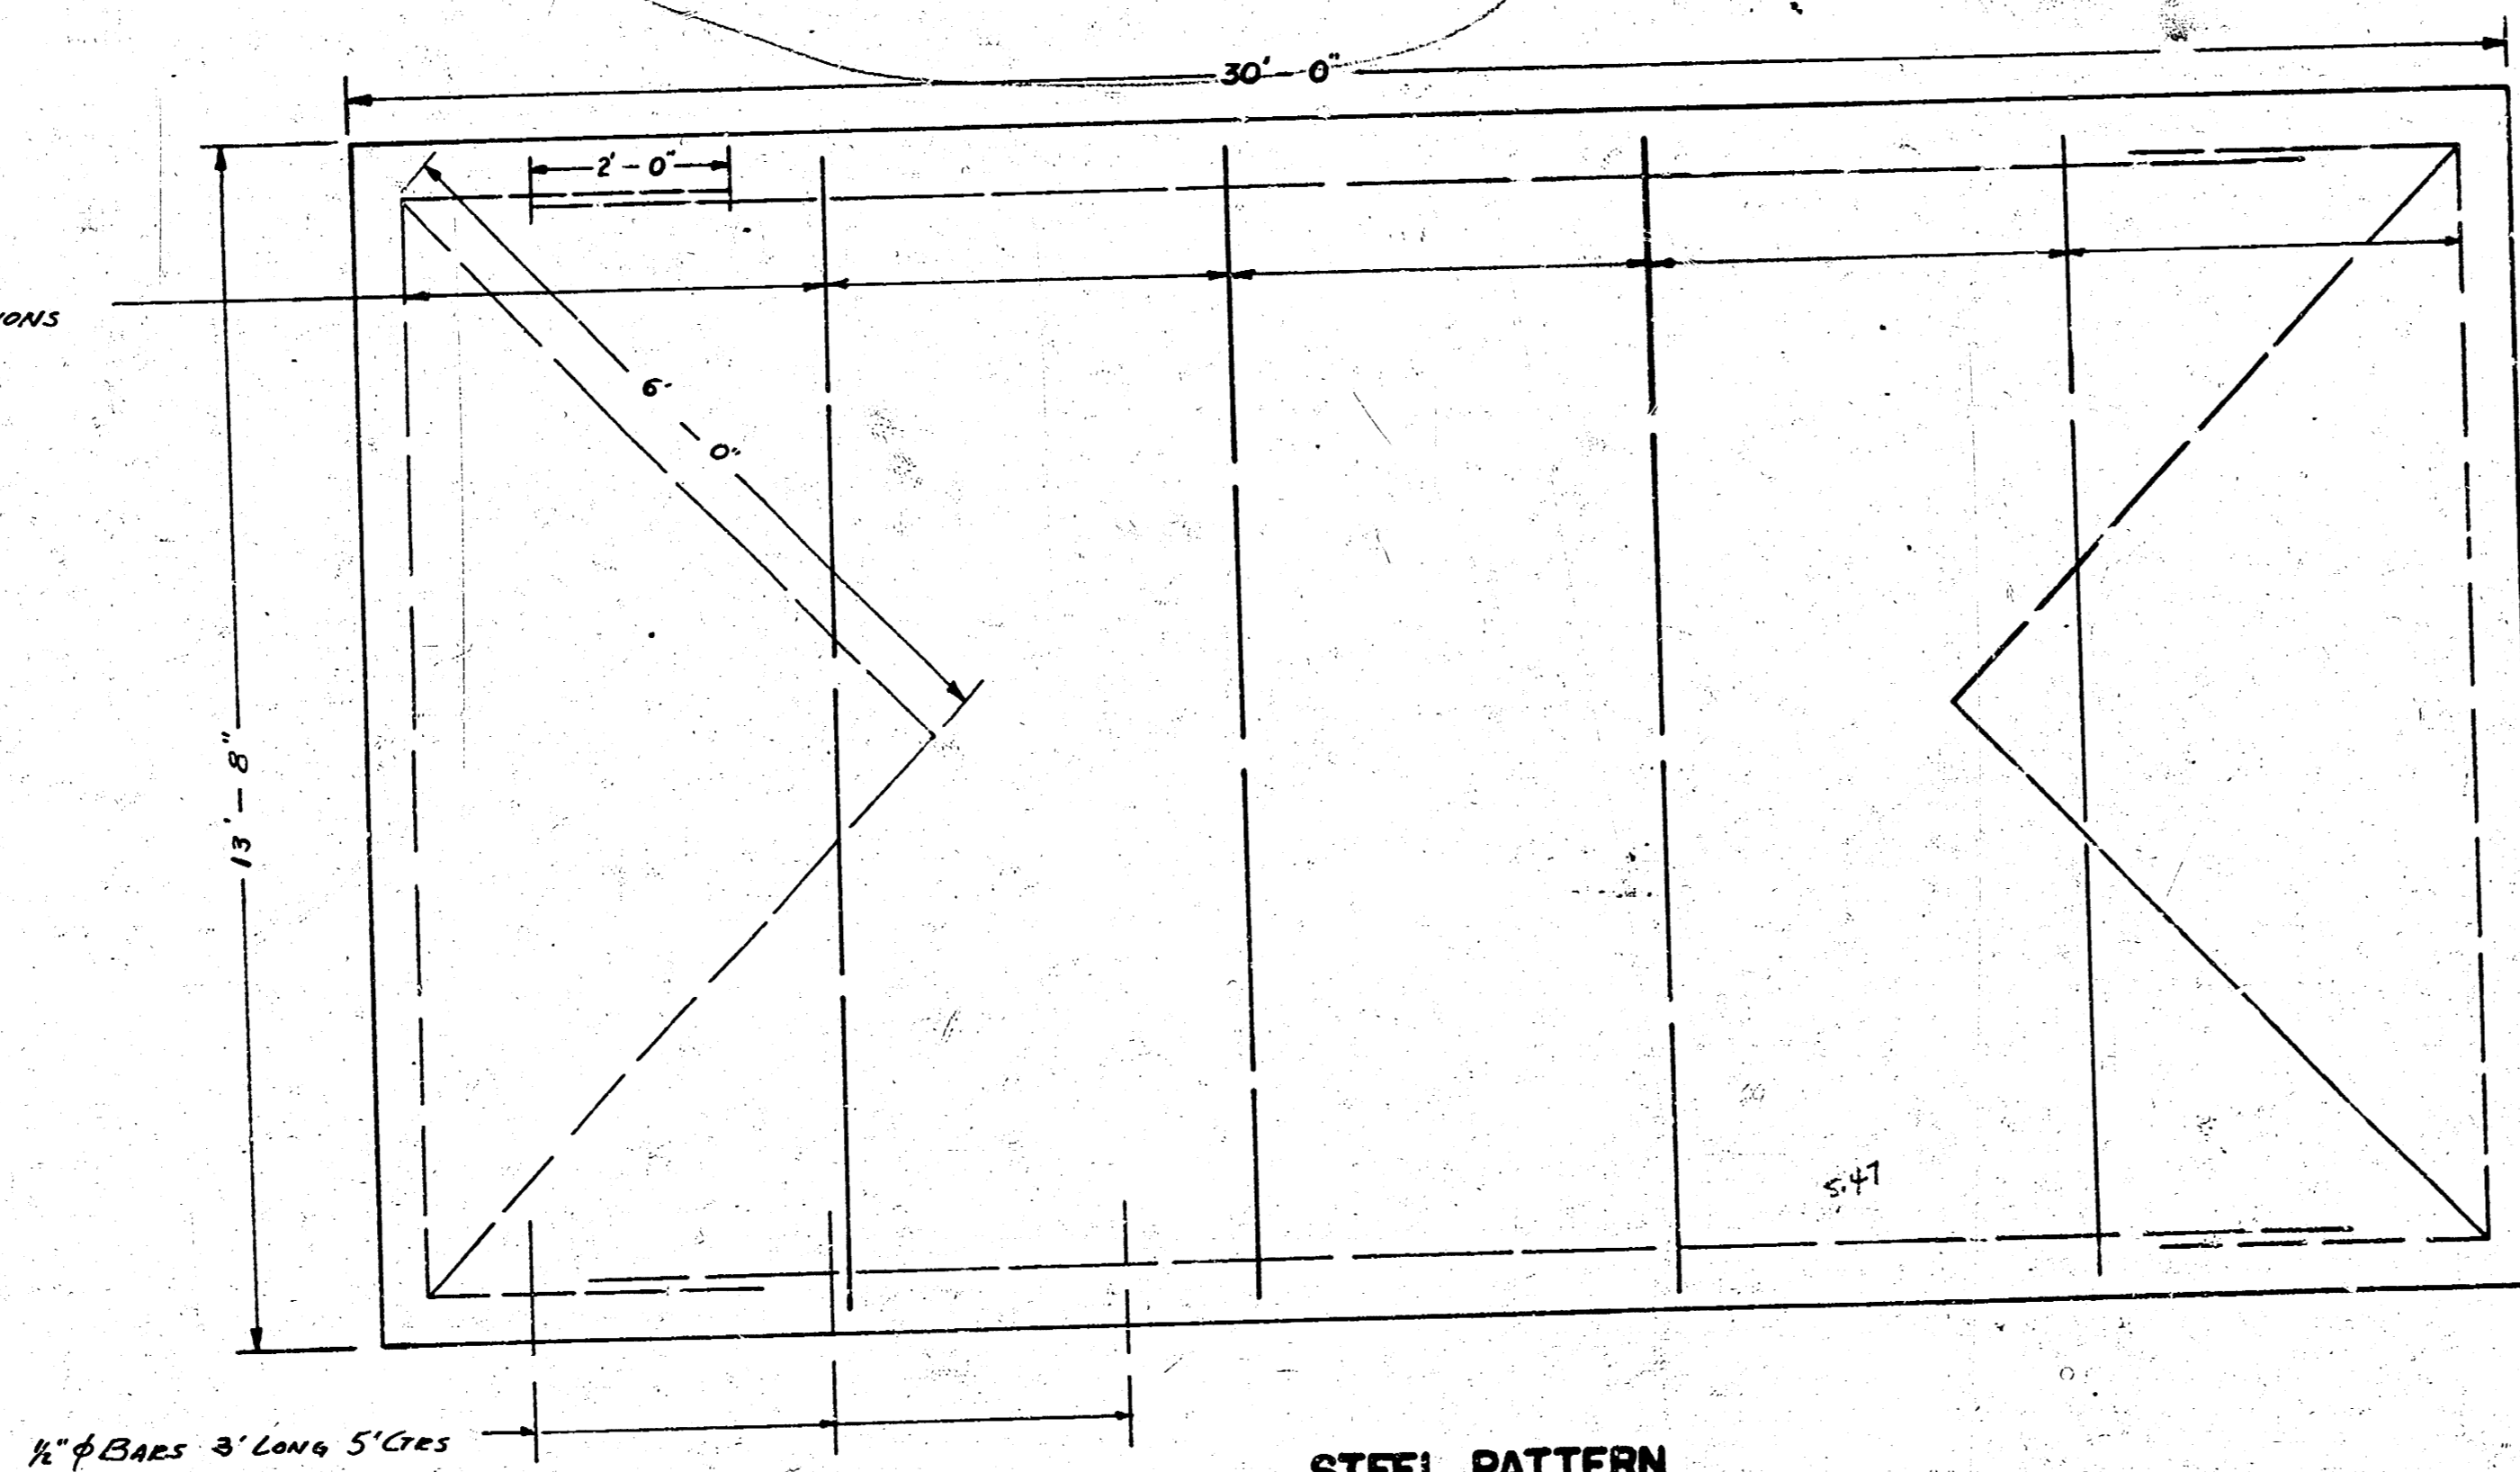 30' - 0"
2' - 0"
IONS
6' - 0"
13' - 8"
5.47
½" ϕ BARS 3' LONG 5' CTRS
STEEL PATTERN